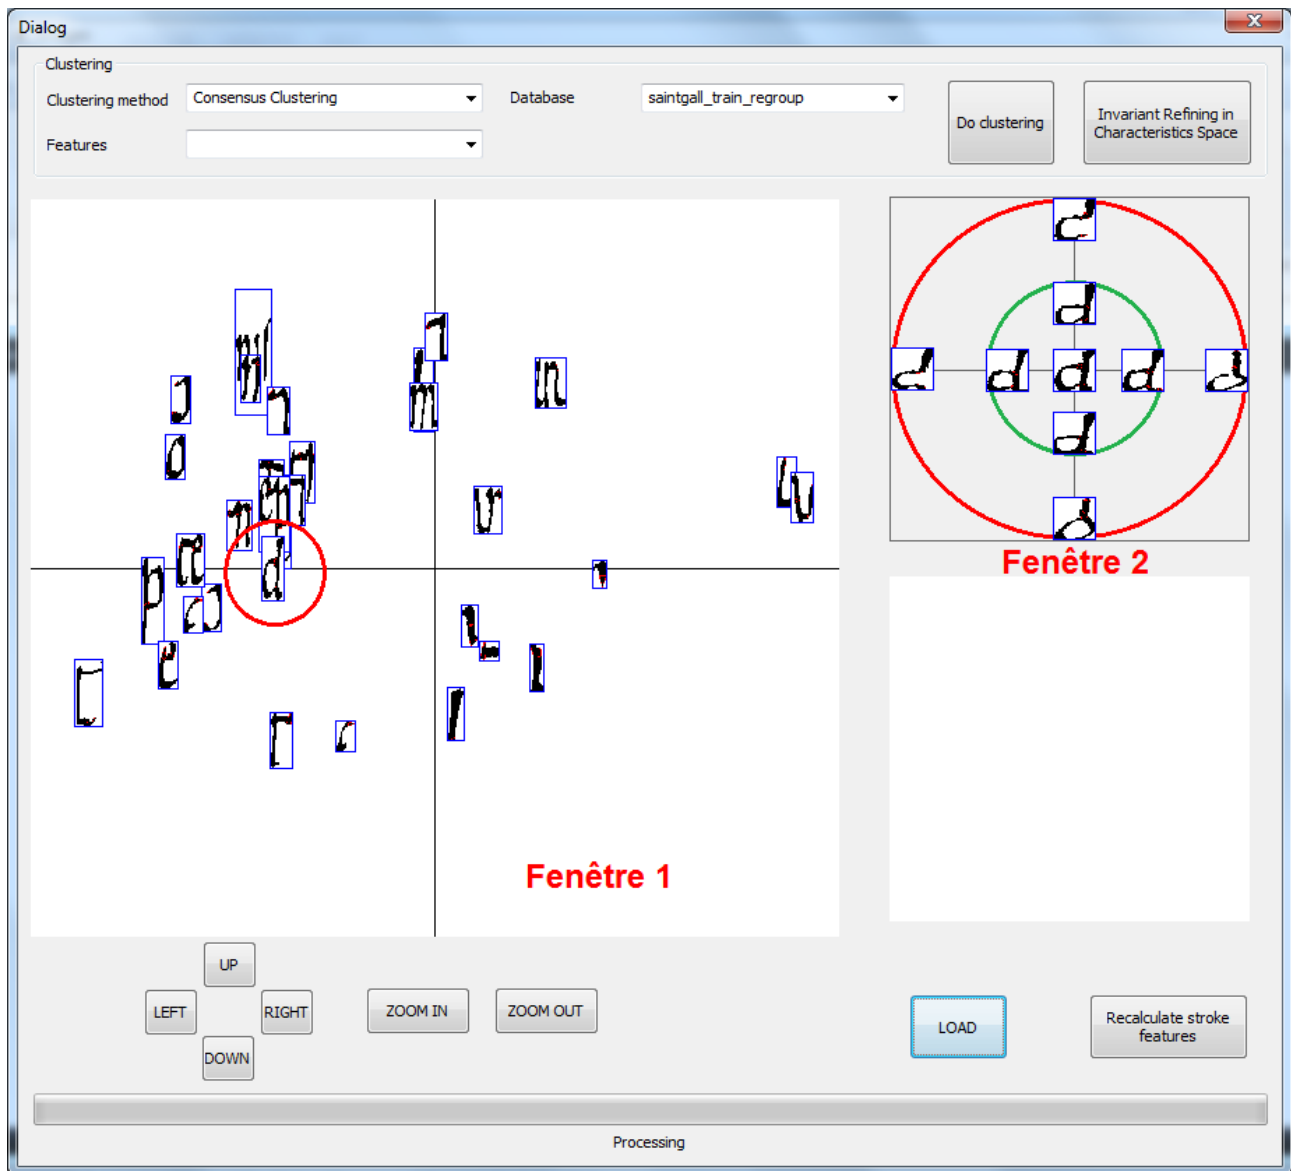 Dialog
Clustering
Clustering method
Consensus Clustering
Database
saintgall_train_regroup
Do clustering
Invariant Refining in
Characteristics Space
Features
Fenêtre 2
Fenêtre 1
UP
LEFT
RIGHT
DOWN
ZOOM IN
ZOOM OUT
LOAD
Recalculate stroke
features
Processing